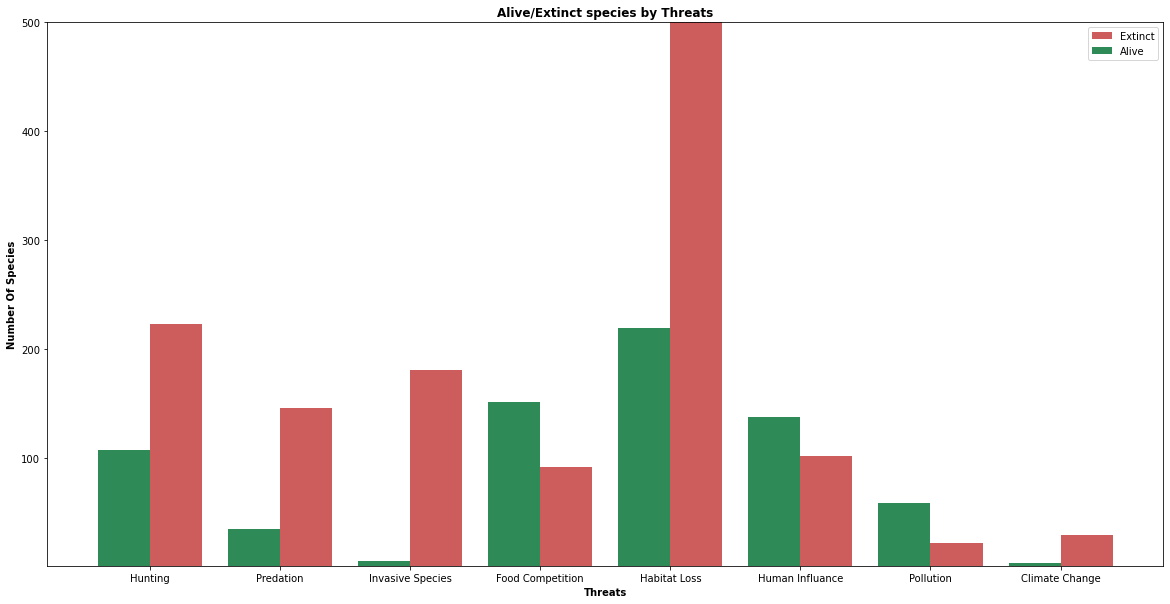 Alive/Extinct species by Threats
Extinct
Alive
500
400
300
200
100
Number Of Species
Hunting
Predation
Invasive Species
Food Competition
Habitat Loss
Human Influance
Pollution
Climate Change
Threats